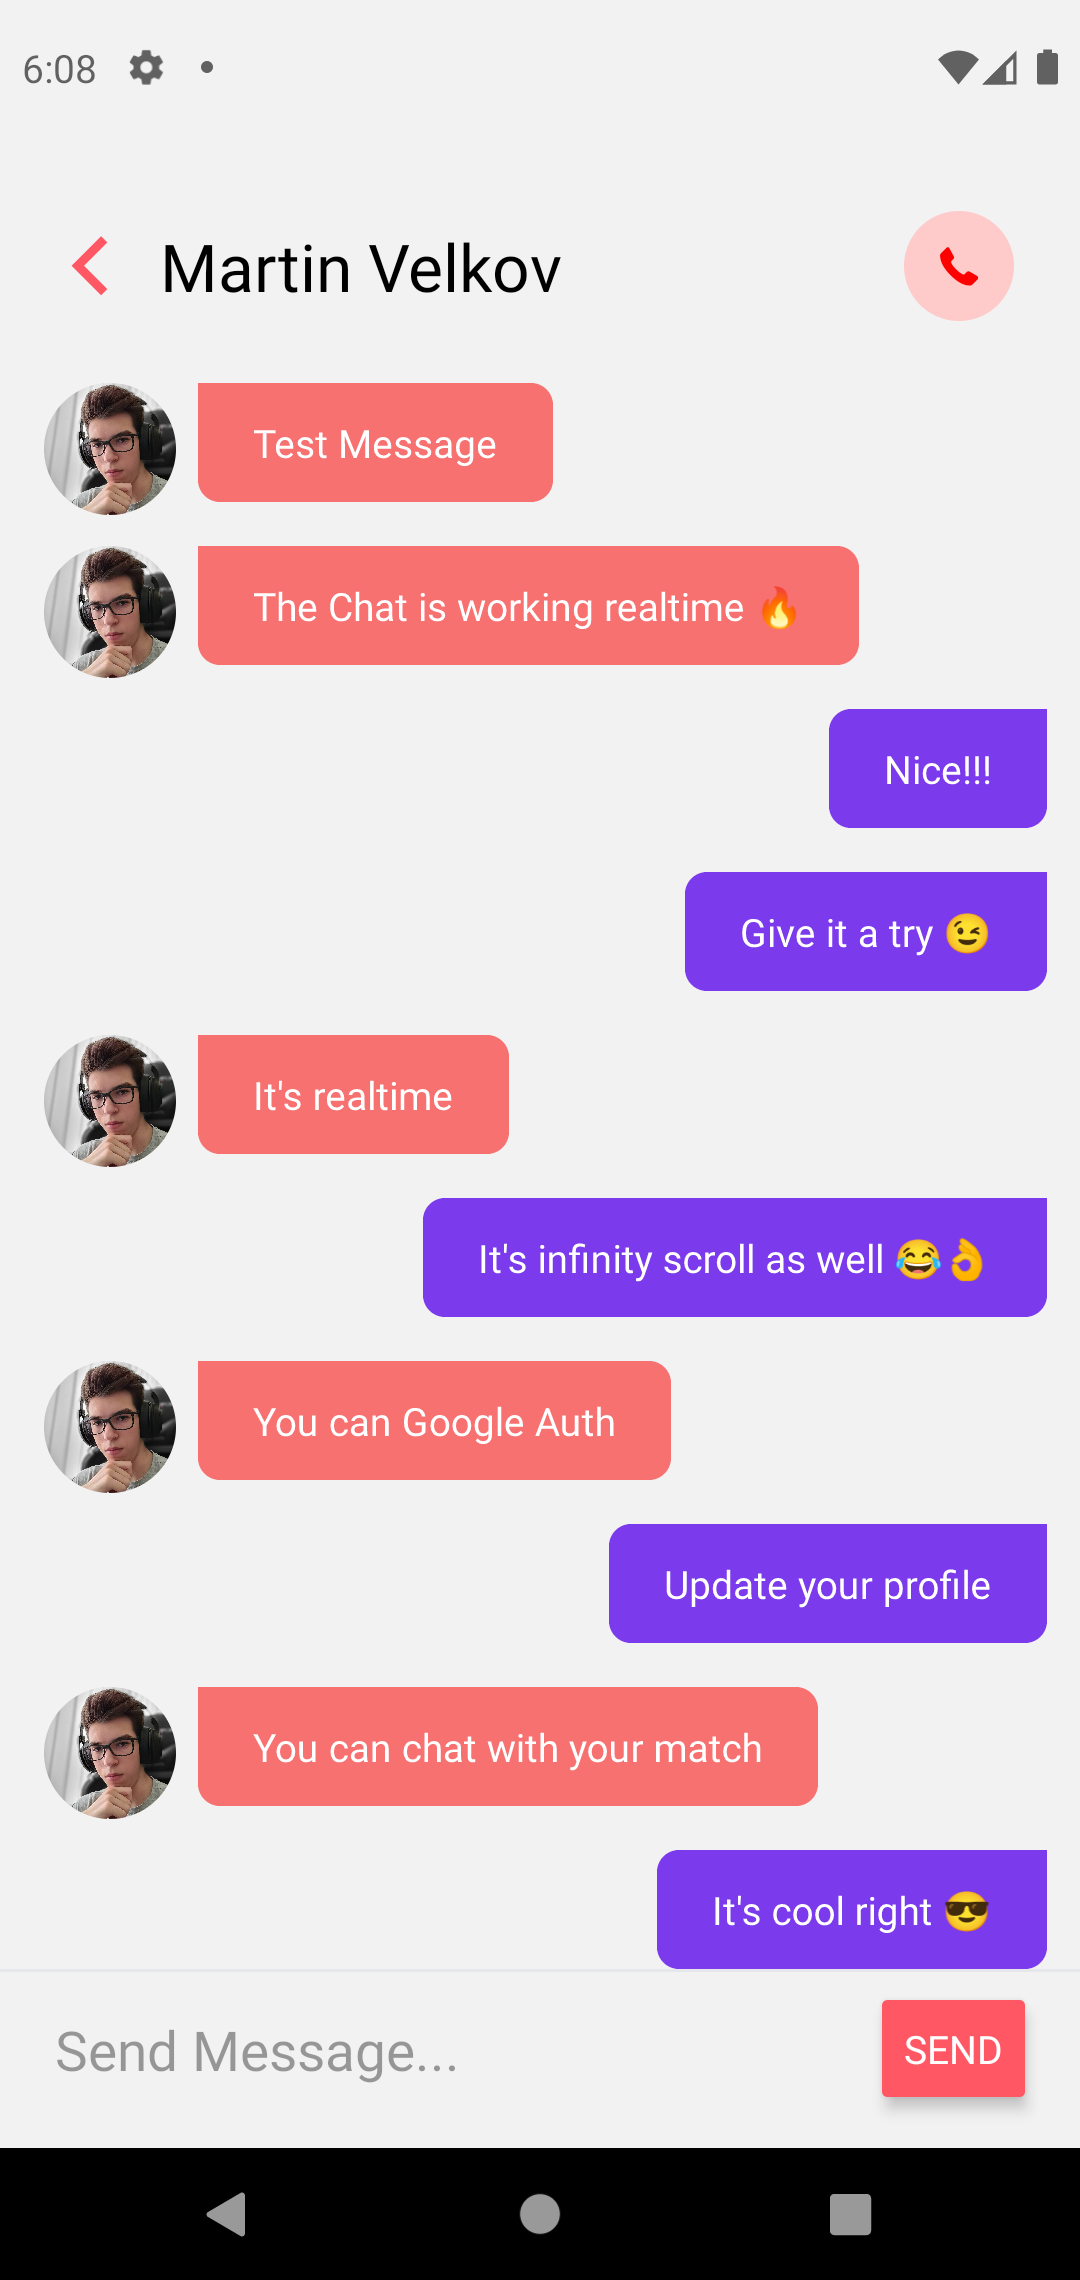 6:08
Martin Velkov
Test Message
The Chat is working realtime 🔥
Nice!!!
Give it a try 😉
It's realtime
It's infinity scroll as well 😂👌
You can Google Auth
Update your profile
You can chat with your match
It's cool right 😎
Send Message...
SEND